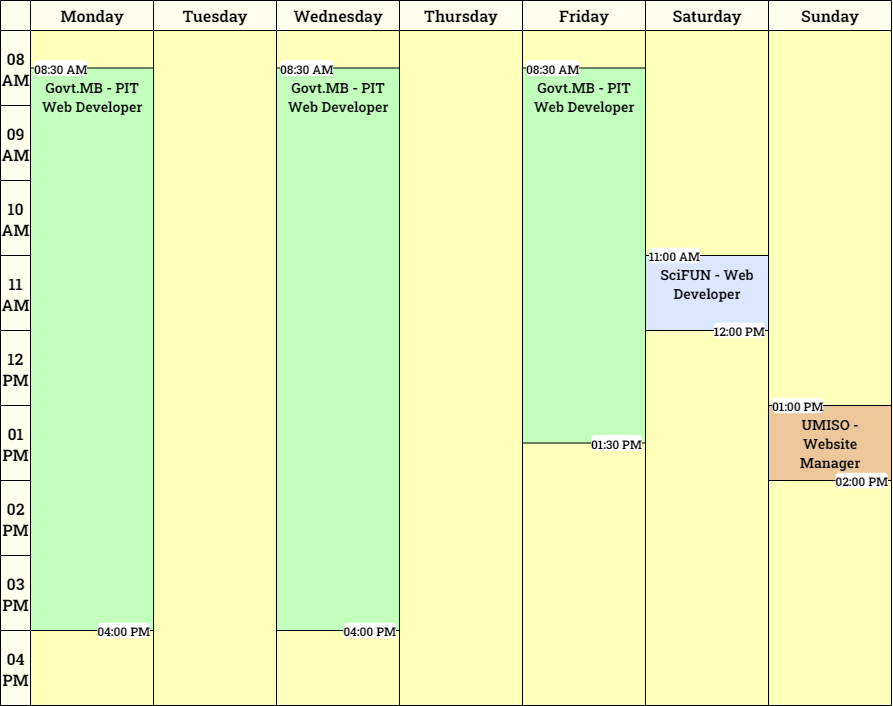 Monday
Tuesday
Wednesday
Thursday
Friday
Saturday
Sunday
08
AM
09
AM
10
AM
11
AM
12
PM
01
PM
02
PM
03
PM
04
PM
08:30 AM
Govt.MB - PIT
Web Developer
04:00 PM
08:30 AM
Govt.MB - PIT
Web Developer
04:00 PM
08:30 AM
Govt.MB - PIT
Web Developer
01:30 PM
11:00 AM
SciFUN - Web
Developer
12:00 PM
01:00 PM
UMISO -
Website
Manager
02:00 PM